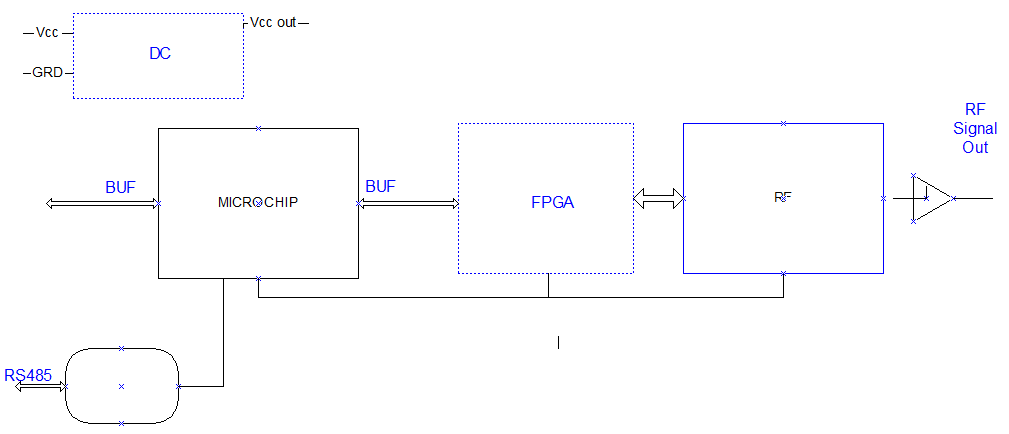 Vcc
Vcc out
DC
GRD
RF
Signal
Out
BUF
BUF
MICROCHIP
FPGA
RF
RS485